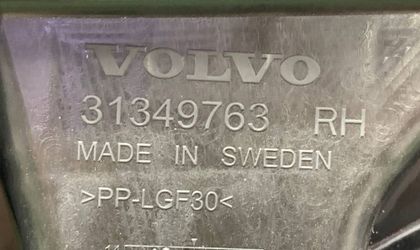 VOLVO
31349763 RH
MADE IN SWEDEN
>PP-LGF30<